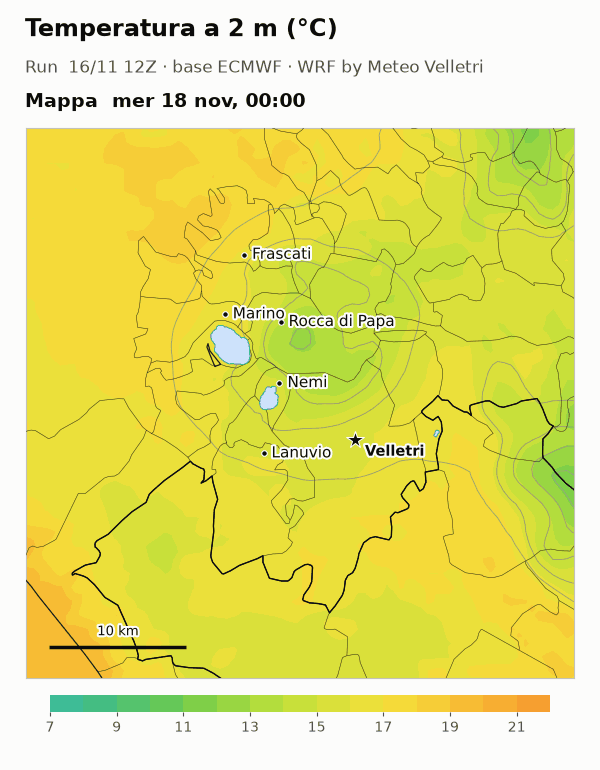 Temperatura a 2 m (°C)
Run  16/11 12Z · base ECMWF · WRF by Meteo Velletri
Mappa  mer 18 nov, 00:00
Frascati
Marino
Rocca di Papa
Nemi
Velletri
Lanuvio
10 km
7 9 11 13 15 17 19 21